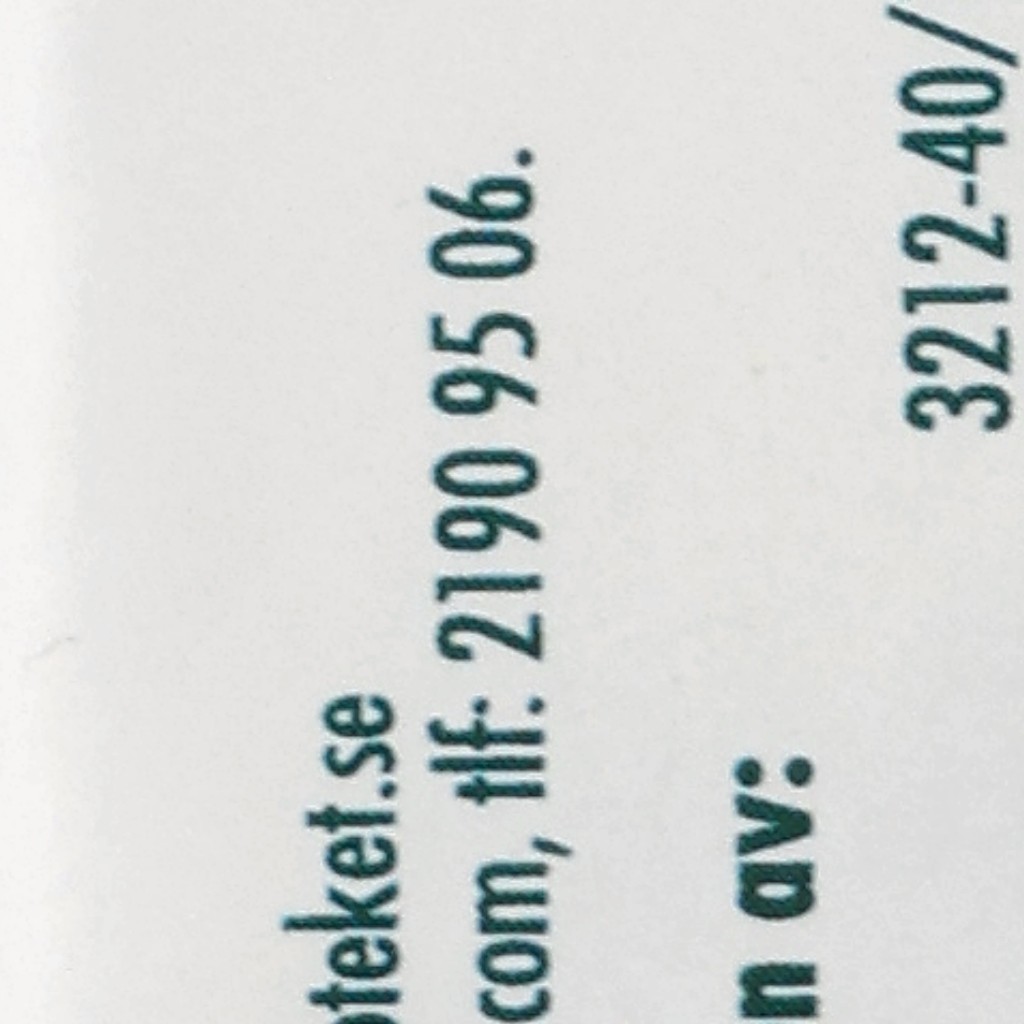 oteket.se
com, tlf: 2190 95 06.
n av:
3212-40/